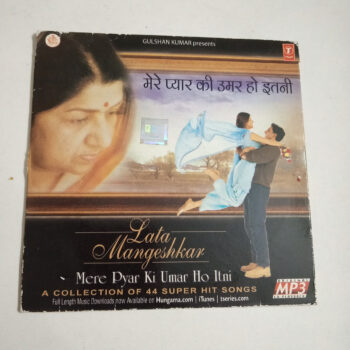 GULSHAN KUMAR presents
T-SERIES
मेरे प्यार की उमर हो इतनी
Lata
Mangeshkar
Mere Pyar Ki Umar Ho Itni
A COLLECTION OF 44 SUPER HIT SONGS
Full Length Music Downloads now Available on Hungama.com | iTunes | tseries.com
MP3